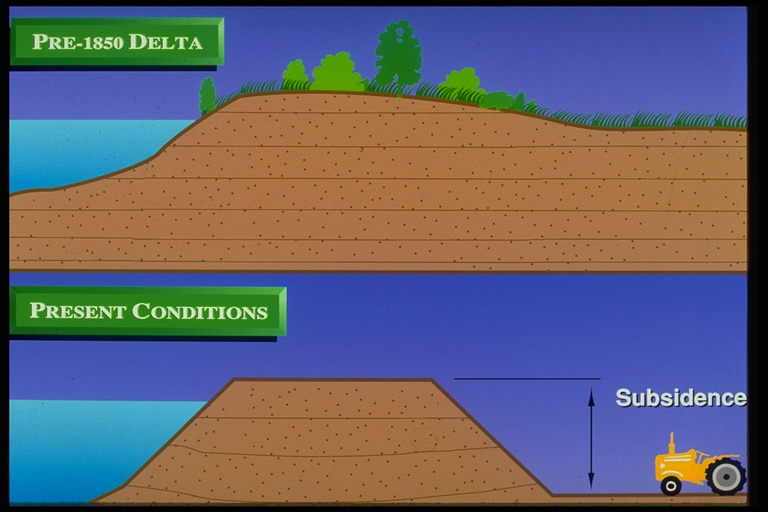 PRE-1850 DELTA
PRESENT CONDITIONS
Subsidence